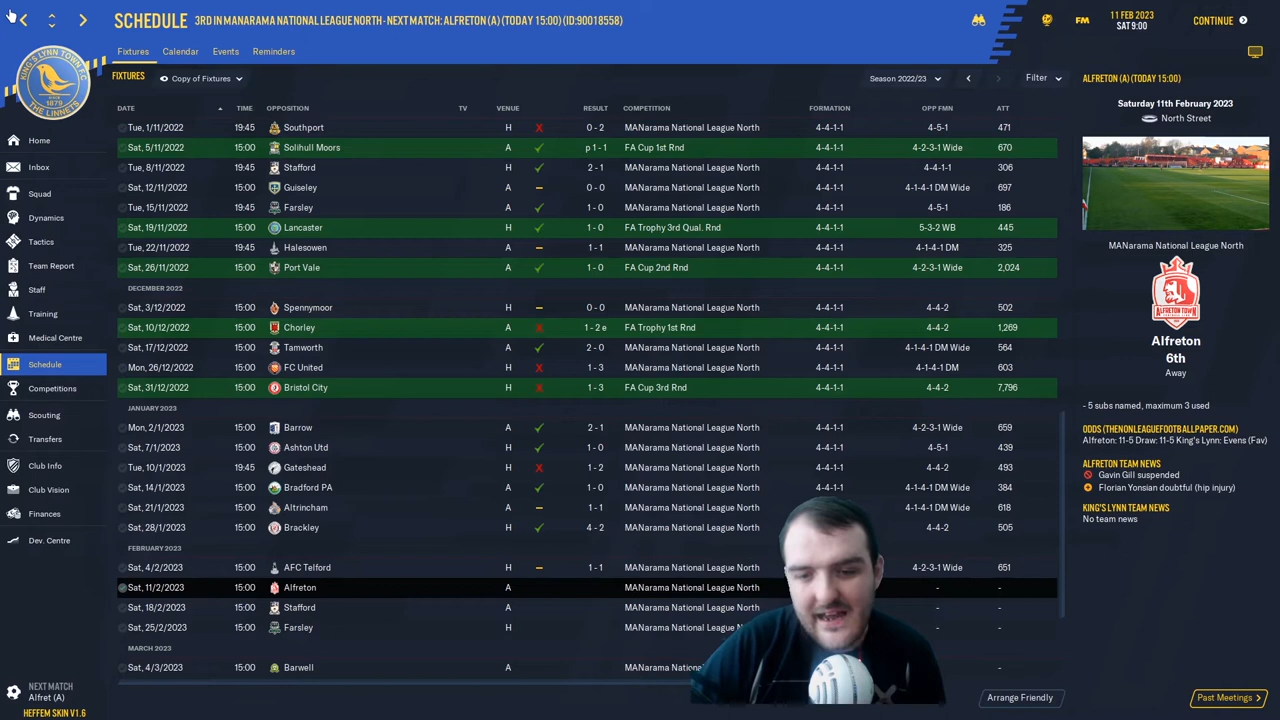 SCHEDULE 3RD IN MANARAMA NATIONAL LEAGUE NORTH - NEXT MATCH: ALFRETON (A) (TODAY 15:00) (ID:90018558)
FM
11 FEB 2023
SAT 9:00
CONTINUE
Fixtures Calendar Events Reminders
KING'S LYNN TOWN F.C.
1879
THE LINNETS
FIXTURES Copy of Fixtures Season 2022/23 Filter
DATE TIME OPPOSITION TV VENUE RESULT COMPETITION FORMATION OPP FMN ATT
Tue, 1/11/2022 19:45 Southport H 0 - 2 MANarama National League North 4-4-1-1 4-5-1 471
Sat, 5/11/2022 15:00 Solihull Moors A p 1 - 1 FA Cup 1st Rnd 4-4-1-1 4-2-3-1 Wide 670
Tue, 8/11/2022 19:45 Stafford H 2 - 1 MANarama National League North 4-4-1-1 4-4-1-1 306
Sat, 12/11/2022 15:00 Guiseley A 0 - 0 MANarama National League North 4-4-1-1 4-1-4-1 DM Wide 697
Tue, 15/11/2022 19:45 Farsley A 1 - 0 MANarama National League North 4-4-1-1 4-5-1 186
Sat, 19/11/2022 15:00 Lancaster H 1 - 0 FA Trophy 3rd Qual. Rnd 4-4-1-1 5-3-2 WB 445
Tue, 22/11/2022 19:45 Halesowen H 1 - 1 MANarama National League North 4-4-1-1 4-1-4-1 DM 325
Sat, 26/11/2022 15:00 Port Vale A 1 - 0 FA Cup 2nd Rnd 4-4-1-1 4-2-3-1 Wide 2,024
DECEMBER 2022
Sat, 3/12/2022 15:00 Spennymoor H 0 - 0 MANarama National League North 4-4-1-1 4-4-2 502
Sat, 10/12/2022 15:00 Chorley A 1 - 2 e FA Trophy 1st Rnd 4-4-1-1 4-4-2 1,269
Sat, 17/12/2022 15:00 Tamworth A 2 - 0 MANarama National League North 4-4-1-1 4-1-4-1 DM Wide 564
Mon, 26/12/2022 15:00 FC United H 1 - 3 MANarama National League North 4-4-1-1 4-1-4-1 DM 603
Sat, 31/12/2022 15:00 Bristol City H 1 - 3 FA Cup 3rd Rnd 4-4-1-1 4-4-2 7,796
JANUARY 2023
Mon, 2/1/2023 15:00 Barrow A 2 - 1 MANarama National League North 4-4-1-1 4-2-3-1 Wide 659
Sat, 7/1/2023 15:00 Ashton Utd H 1 - 0 MANarama National League North 4-4-1-1 4-5-1 439
Tue, 10/1/2023 19:45 Gateshead H 1 - 2 MANarama National League North 4-4-1-1 4-4-2 493
Sat, 14/1/2023 15:00 Bradford PA A 1 - 0 MANarama National League North 4-4-1-1 4-1-4-1 DM Wide 384
Sat, 21/1/2023 15:00 Altrincham A 1 - 1 MANarama National League North 4-1-4-1 DM Wide 618
Sat, 28/1/2023 15:00 Brackley H 4 - 2 MANarama National League North 4-4-2 505
FEBRUARY 2023
Sat, 4/2/2023 15:00 AFC Telford H 1 - 1 MANarama National League North 4-2-3-1 Wide 651
Sat, 11/2/2023 15:00 Alfreton A MANarama National League North - -
Sat, 18/2/2023 15:00 Stafford A MANarama National League North - -
Sat, 25/2/2023 15:00 Farsley H MANarama National League North - -
MARCH 2023
Sat, 4/3/2023 15:00 Barwell A MANarama National -
Home
Inbox
Squad
Dynamics
Tactics
Team Report
Staff
Training
Medical Centre
Schedule
Competitions
Scouting
Transfers
Club Info
Club Vision
Finances
Dev. Centre
NEXT MATCH
Alfret (A)
HEFFEM SKIN V1.6
ALFRETON (A) (TODAY 15:00)
Saturday 11th February 2023
North Street
MANarama National League North
Alfreton
6th
Away
- 5 subs named, maximum 3 used
ODDS (THENONLEAGUEFOOTBALLPAPER.COM)
Alfreton: 11-5 Draw: 11-5 King's Lynn: Evens (Fav)
ALFRETON TEAM NEWS
Gavin Gill suspended
Florian Yonsian doubtful (hip injury)
KING'S LYNN TEAM NEWS
No team news
Arrange Friendly
Past Meetings